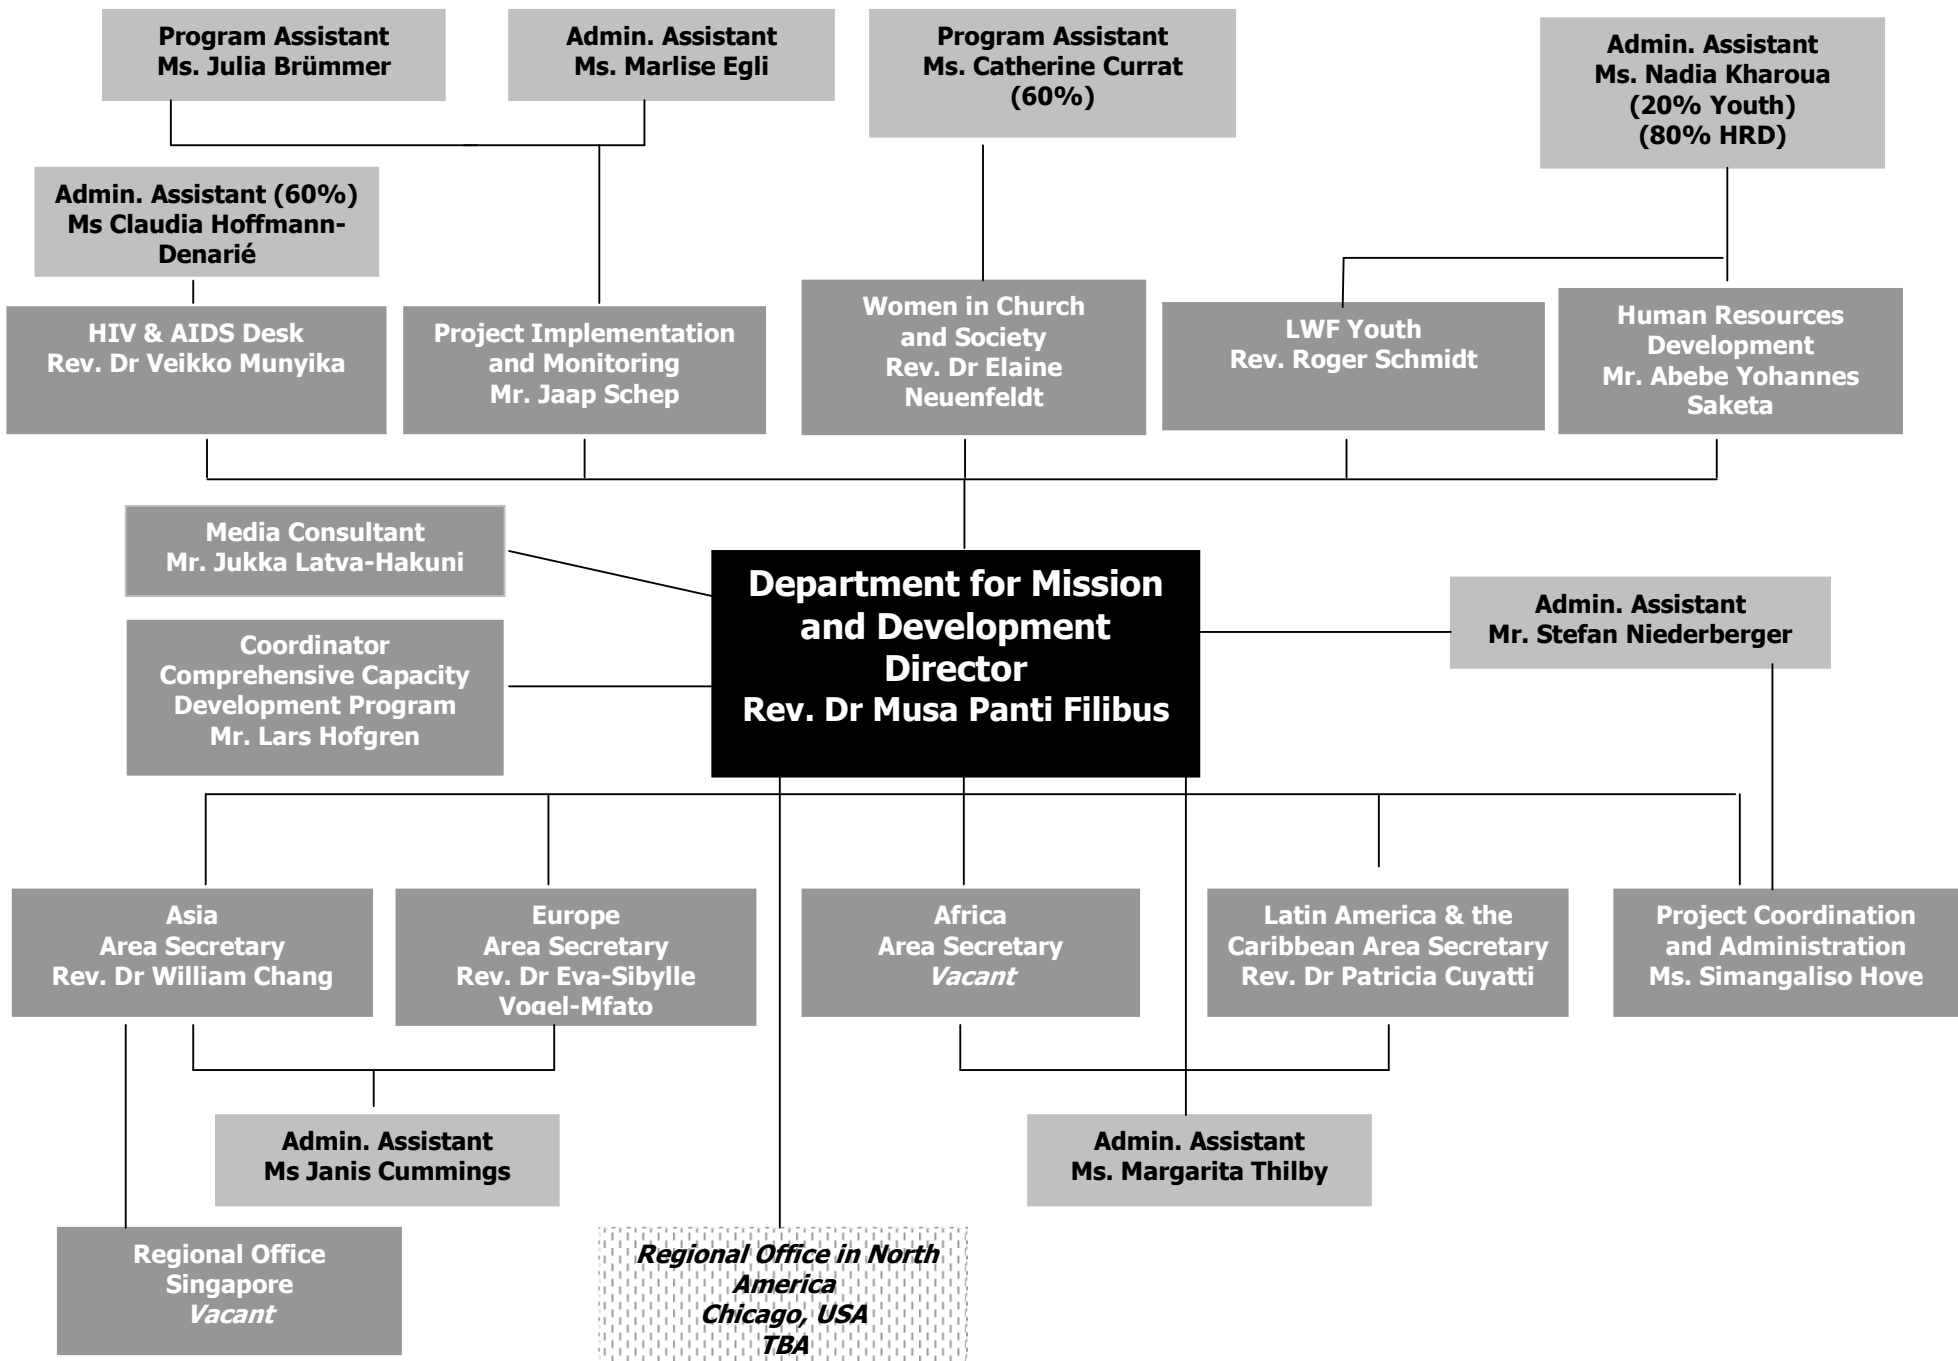 Program Assistant
Ms. Julia Brümmer
Admin. Assistant
Ms. Marlise Egli
Program Assistant
Ms. Catherine Currat
(60%)
Admin. Assistant
Ms. Nadia Kharoua
(20% Youth)
(80% HRD)
Admin. Assistant (60%)
Ms Claudia Hoffmann-
Denarié
HIV & AIDS Desk
Rev. Dr Veikko Munyika
Project Implementation
and Monitoring
Mr. Jaap Schep
Women in Church
and Society
Rev. Dr Elaine
Neuenfeldt
LWF Youth
Rev. Roger Schmidt
Human Resources
Development
Mr. Abebe Yohannes
Saketa
Media Consultant
Mr. Jukka Latva-Hakuni
Department for Mission
and Development
Director
Rev. Dr Musa Panti Filibus
Admin. Assistant
Mr. Stefan Niederberger
Coordinator
Comprehensive Capacity
Development Program
Mr. Lars Hofgren
Asia
Area Secretary
Rev. Dr William Chang
Europe
Area Secretary
Rev. Dr Eva-Sibylle
Vogel-Mfato
Africa
Area Secretary
Vacant
Latin America & the
Caribbean Area Secretary
Rev. Dr Patricia Cuyatti
Project Coordination
and Administration
Ms. Simangaliso Hove
Admin. Assistant
Ms Janis Cummings
Admin. Assistant
Ms. Margarita Thilby
Regional Office
Singapore
Vacant
Regional Office in North
America
Chicago, USA
TBA